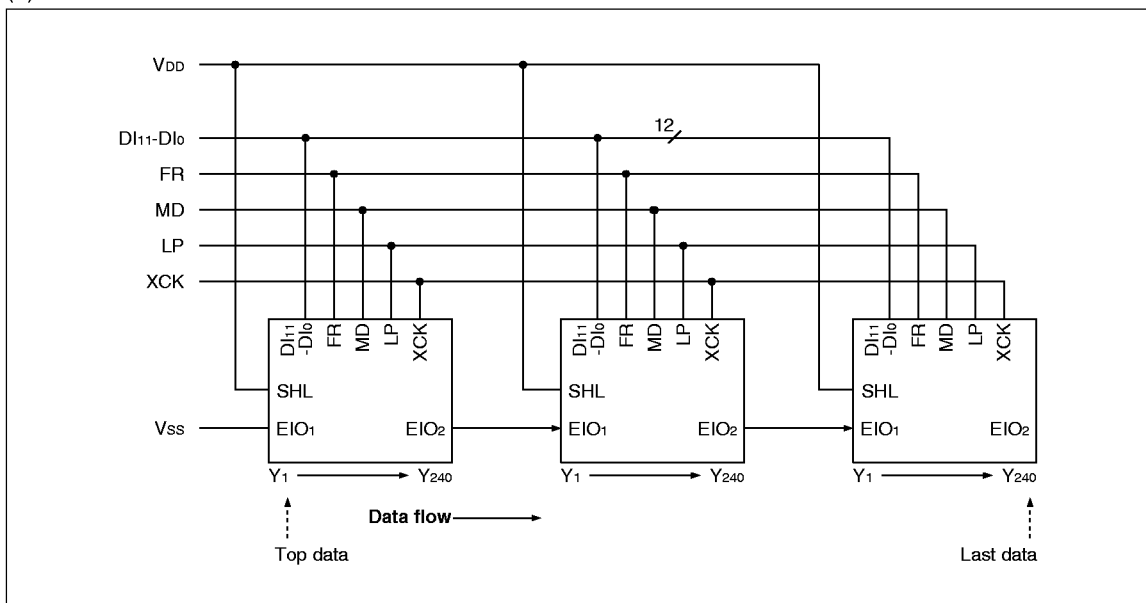 VDD
DI11-DI0
12
FR
MD
LP
XCK
DI11
-DI0
FR
MD
LP
XCK
DI11
-DI0
FR
MD
LP
XCK
DI11
-DI0
FR
MD
LP
XCK
SHL
SHL
SHL
VSS
EIO1
EIO2
EIO1
EIO2
EIO1
EIO2
Y1
Y240
Y1
Y240
Y1
Y240
Data flow
Top data
Last data